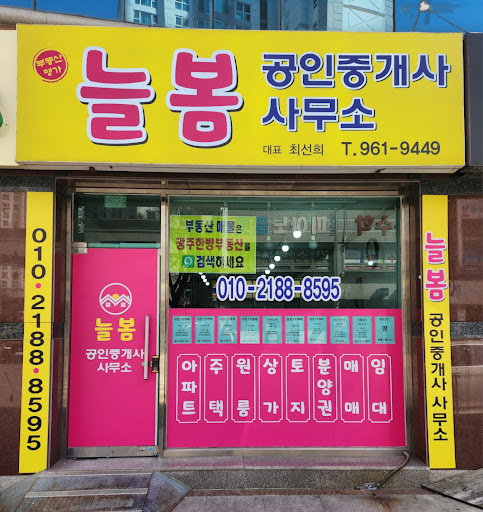 부동산
명가
늘봄
공인중개사
사무소
대표 최선희 T. 961-9449
010·2188·8595
늘봄
공인중개사
사무소
부동산 매물은
광주한방부동산을
검색하세요
010-2188-8595
아파트
주택
원룸
상가
토지
분양권
매매
임대
늘봄
공인중개사 사무소